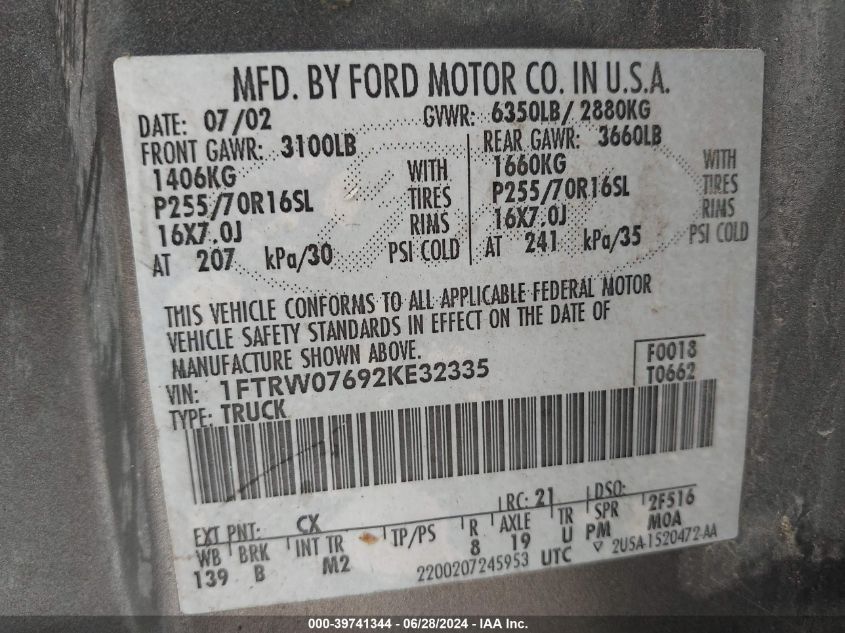 MFD. BY FORD MOTOR CO. IN U.S.A.
DATE: 07/02 GVWR: 6350LB/ 2880KG
FRONT GAWR: 3100LB REAR GAWR: 3660LB
1406KG WITH 1660KG WITH
P255/70R16SL TIRES P255/70R16SL TIRES
16X7.0J RIMS 16X7.0J RIMS
AT 207 kPa/30 PSI COLD AT 241 kPa/35 PSI COLD
THIS VEHICLE CONFORMS TO ALL APPLICABLE FEDERAL MOTOR
VEHICLE SAFETY STANDARDS IN EFFECT ON THE DATE OF
MANUFACTURE SHOWN ABOVE.
VIN: 1FTRW07692KE32335 F0018
TYPE: TRUCK T0662
EXT PNT: CX RC: 21 DSO:
WB BRK INT TR TP/PS R AXLE TR SPR 2F516
139 B M2 8 19 U PM M0A
2200207245953 UTC ▽ 2U5A-1520472-AA
000-39741344 | 06/28/2024 - IAA Inc.